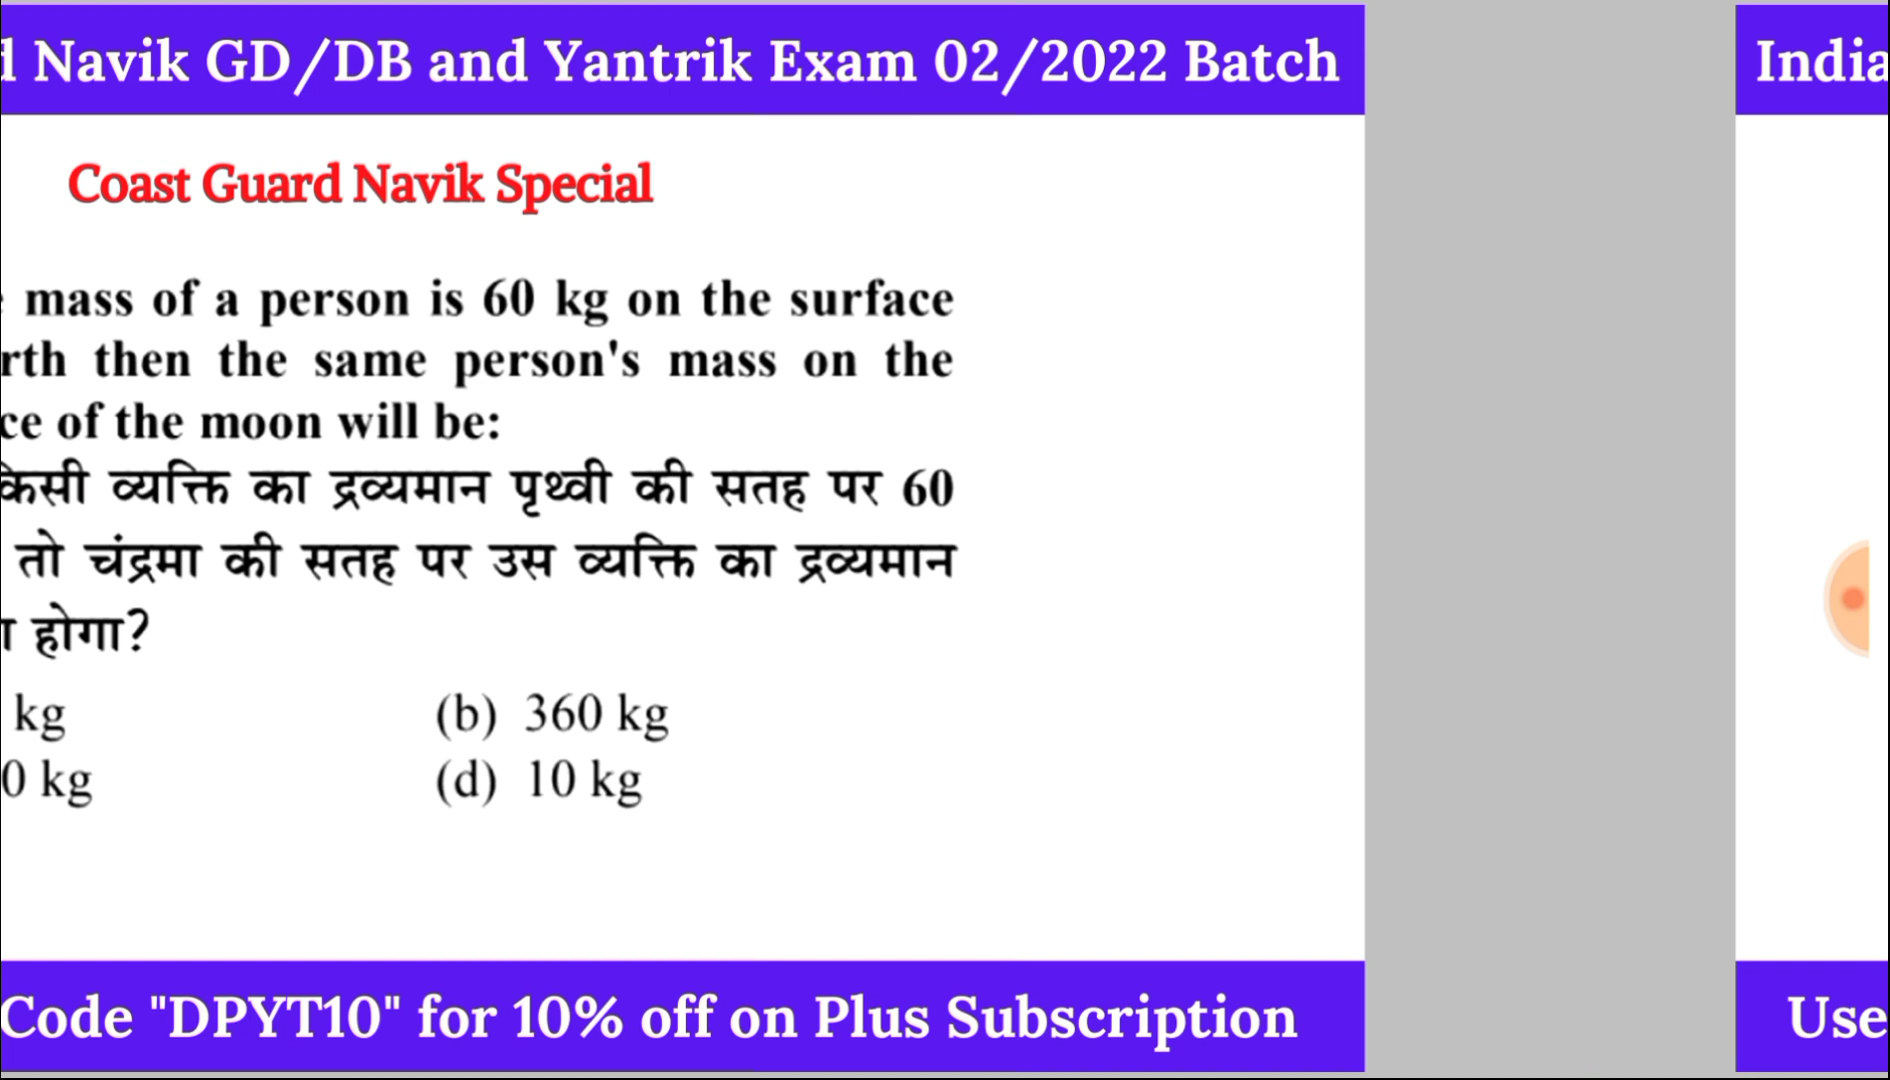 Navik GD/DB and Yantrik Exam 02/2022 Batch
India
Coast Guard Navik Special
mass of a person is 60 kg on the surface
rth then the same person's mass on the
ce of the moon will be:
किसी व्यक्ति का द्रव्यमान पृथ्वी की सतह पर 60
तो चंद्रमा की सतह पर उस व्यक्ति का द्रव्यमान
होगा?
kg (b) 360 kg
0 kg (d) 10 kg
Code "DPYT10" for 10% off on Plus Subscription
Use